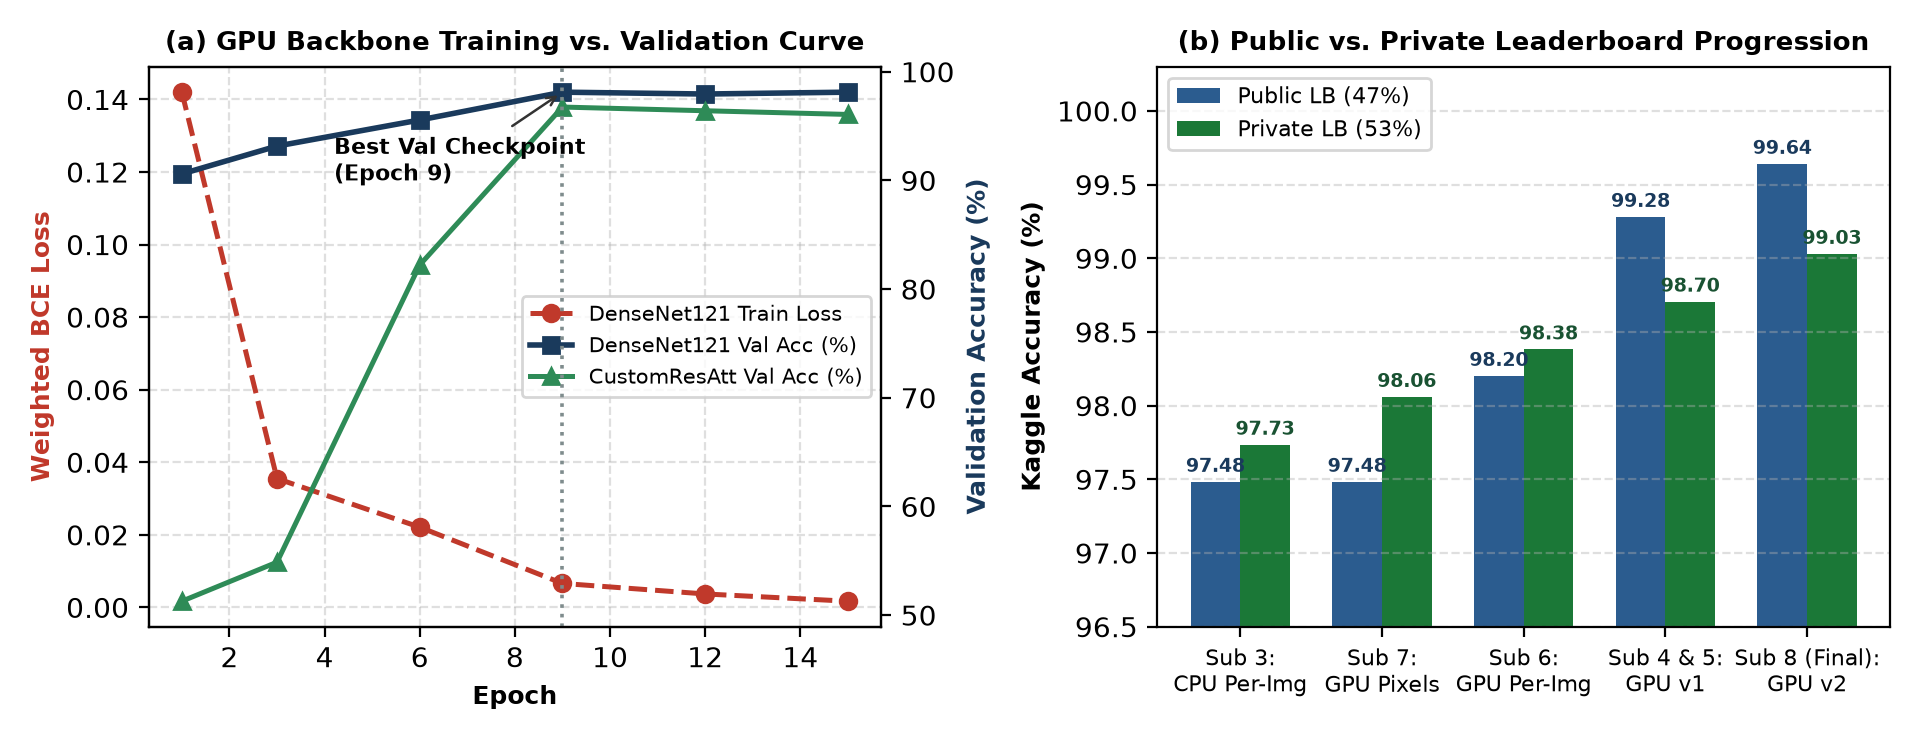 (a) GPU Backbone Training vs. Validation Curve
Weighted BCE Loss
0.14
0.12
0.10
0.08
0.06
0.04
0.02
0.00
Best Val Checkpoint
(Epoch 9)
DenseNet121 Train Loss
DenseNet121 Val Acc (%)
CustomResAtt Val Acc (%)
100
90
80
70
60
50
Validation Accuracy (%)
2 4 6 8 10 12 14
Epoch
(b) Public vs. Private Leaderboard Progression
Kaggle Accuracy (%)
100.0
99.5
99.0
98.5
98.0
97.5
97.0
96.5
Public LB (47%)
Private LB (53%)
97.48
97.73
97.48
98.06
98.20
98.38
99.28
98.70
99.64
99.03
Sub 3:
CPU Per-Img
Sub 7:
GPU Pixels
Sub 6:
GPU Per-Img
Sub 4 & 5:
GPU v1
Sub 8 (Final):
GPU v2